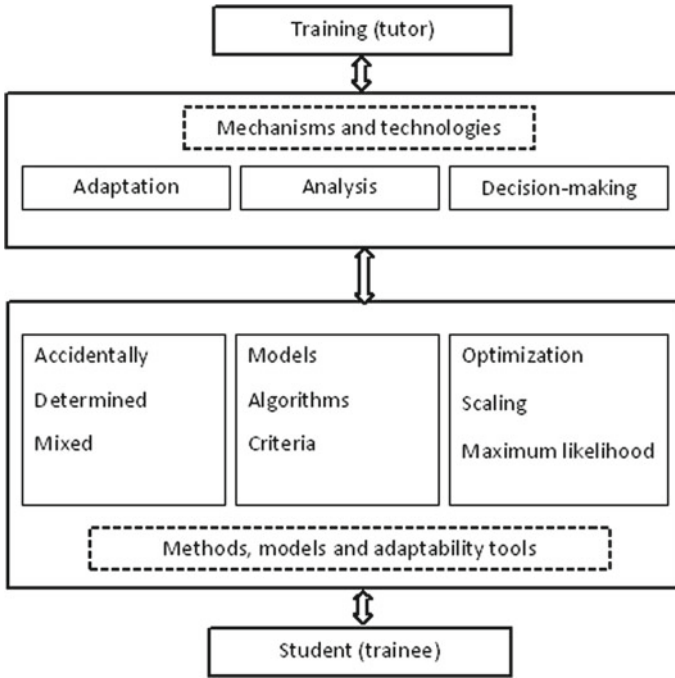 Training (tutor)
Mechanisms and technologies
Adaptation
Analysis
Decision-making
Accidentally
Determined
Mixed
Models
Algorithms
Criteria
Optimization
Scaling
Maximum likelihood
Methods, models and adaptability tools
Student (trainee)